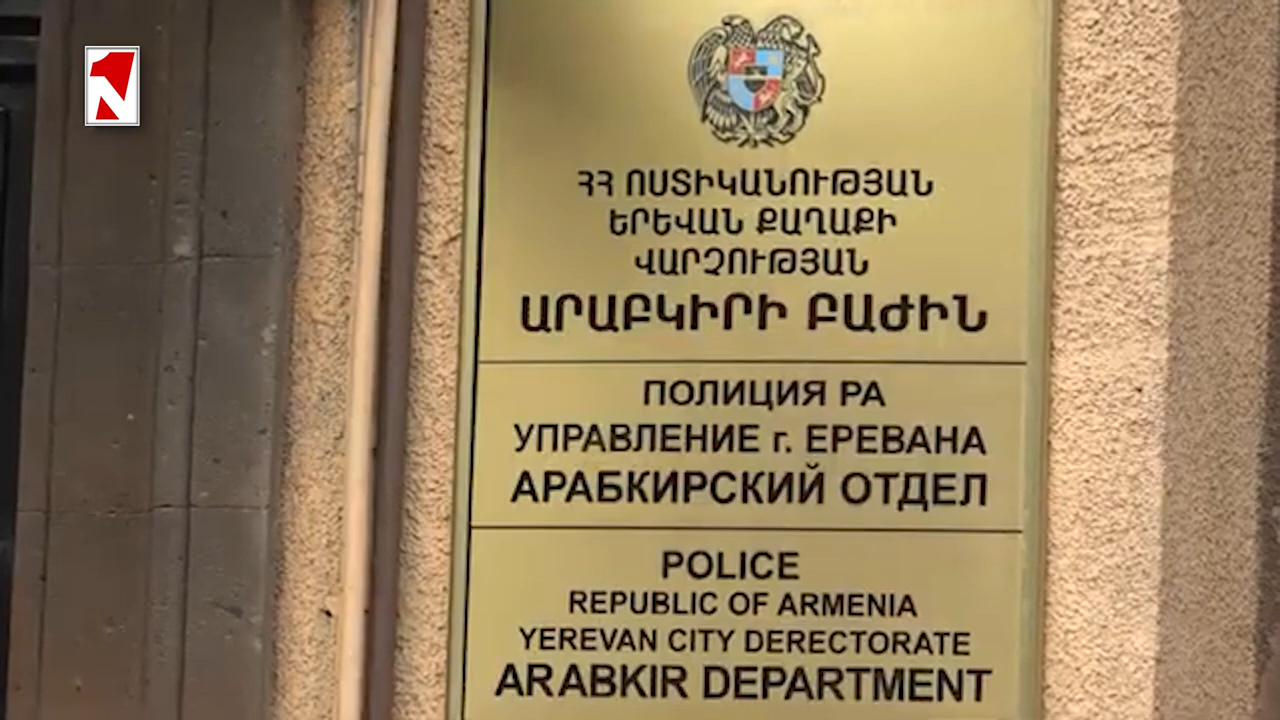 1N
ՀՀ ՈՍՏԻԿԱՆՈՒԹՅԱՆ
ԵՐԵՎԱՆ ՔԱՂԱՔԻ
ՎԱՐՉՈՒԹՅԱՆ
ԱՐԱԲԿԻՐԻ ԲԱԺԻՆ
ПОЛИЦИЯ РА
УПРАВЛЕНИЕ г. ЕРЕВАНА
АРАБКИРСКИЙ ОТДЕЛ
POLICE
REPUBLIC OF ARMENIA
YEREVAN CITY DERECTORATE
ARABKIR DEPARTMENT